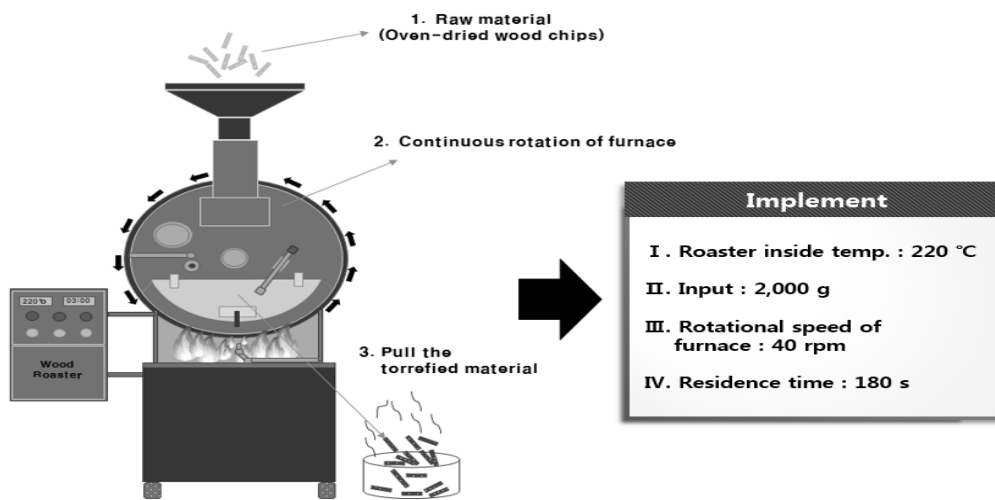 1. Raw material
(Oven-dried wood chips)
2. Continuous rotation of furnace
220℃ 03:00
Wood
Roaster
3. Pull the
torrefied material
Implement
Ⅰ. Roaster inside temp. : 220 ℃
Ⅱ. Input : 2,000 g
Ⅲ. Rotational speed of
furnace : 40 rpm
Ⅳ. Residence time : 180 s